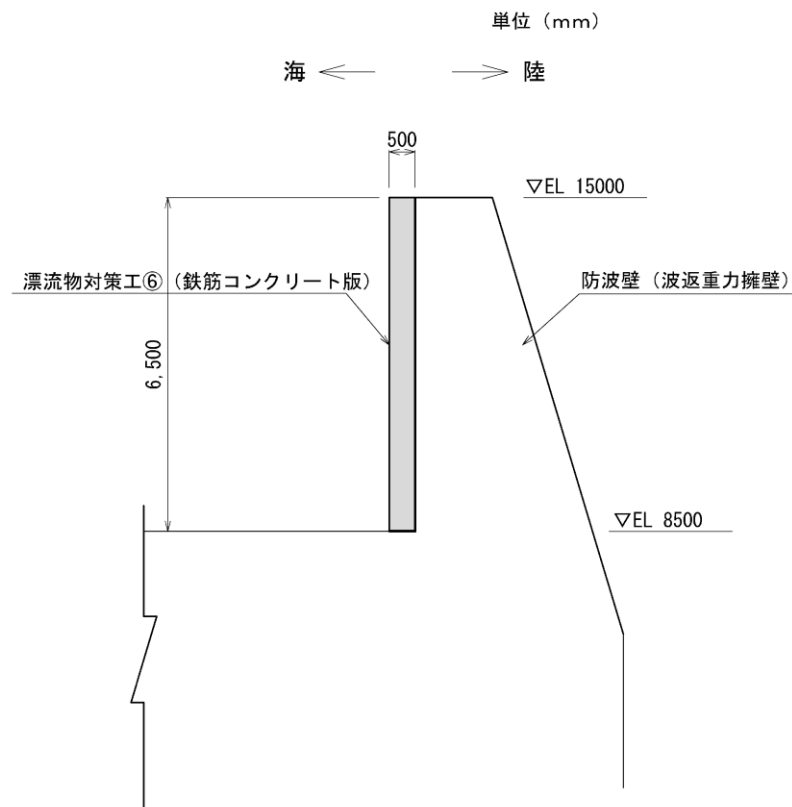 単位（mm）
海
陸
500
▽EL 15000
漂流物対策工⑥（鉄筋コンクリート版）
防波壁（波返重力擁壁）
6,500
▽EL 8500